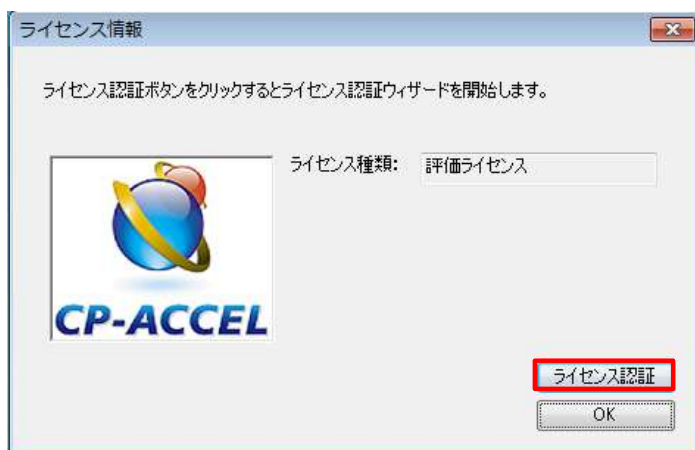 ライセンス情報
ライセンス認証ボタンをクリックするとライセンス認証ウィザードを開始します。
ライセンス種類: 評価ライセンス
CP-ACCEL
ライセンス認証
OK